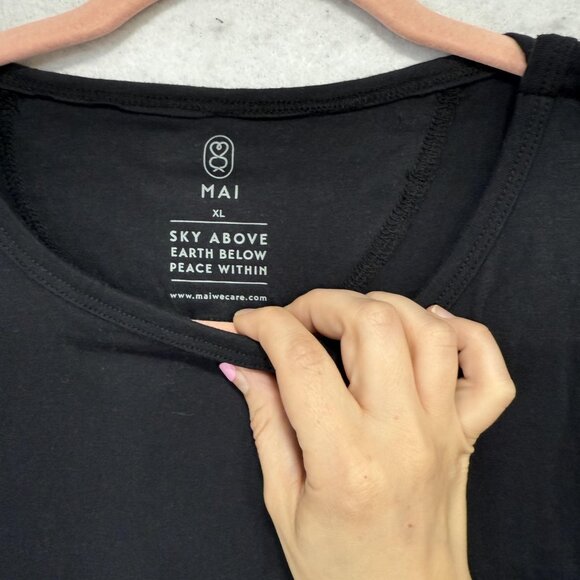 MAI
XL
SKY ABOVE
EARTH BELOW
PEACE WITHIN
www.maiwecare.com